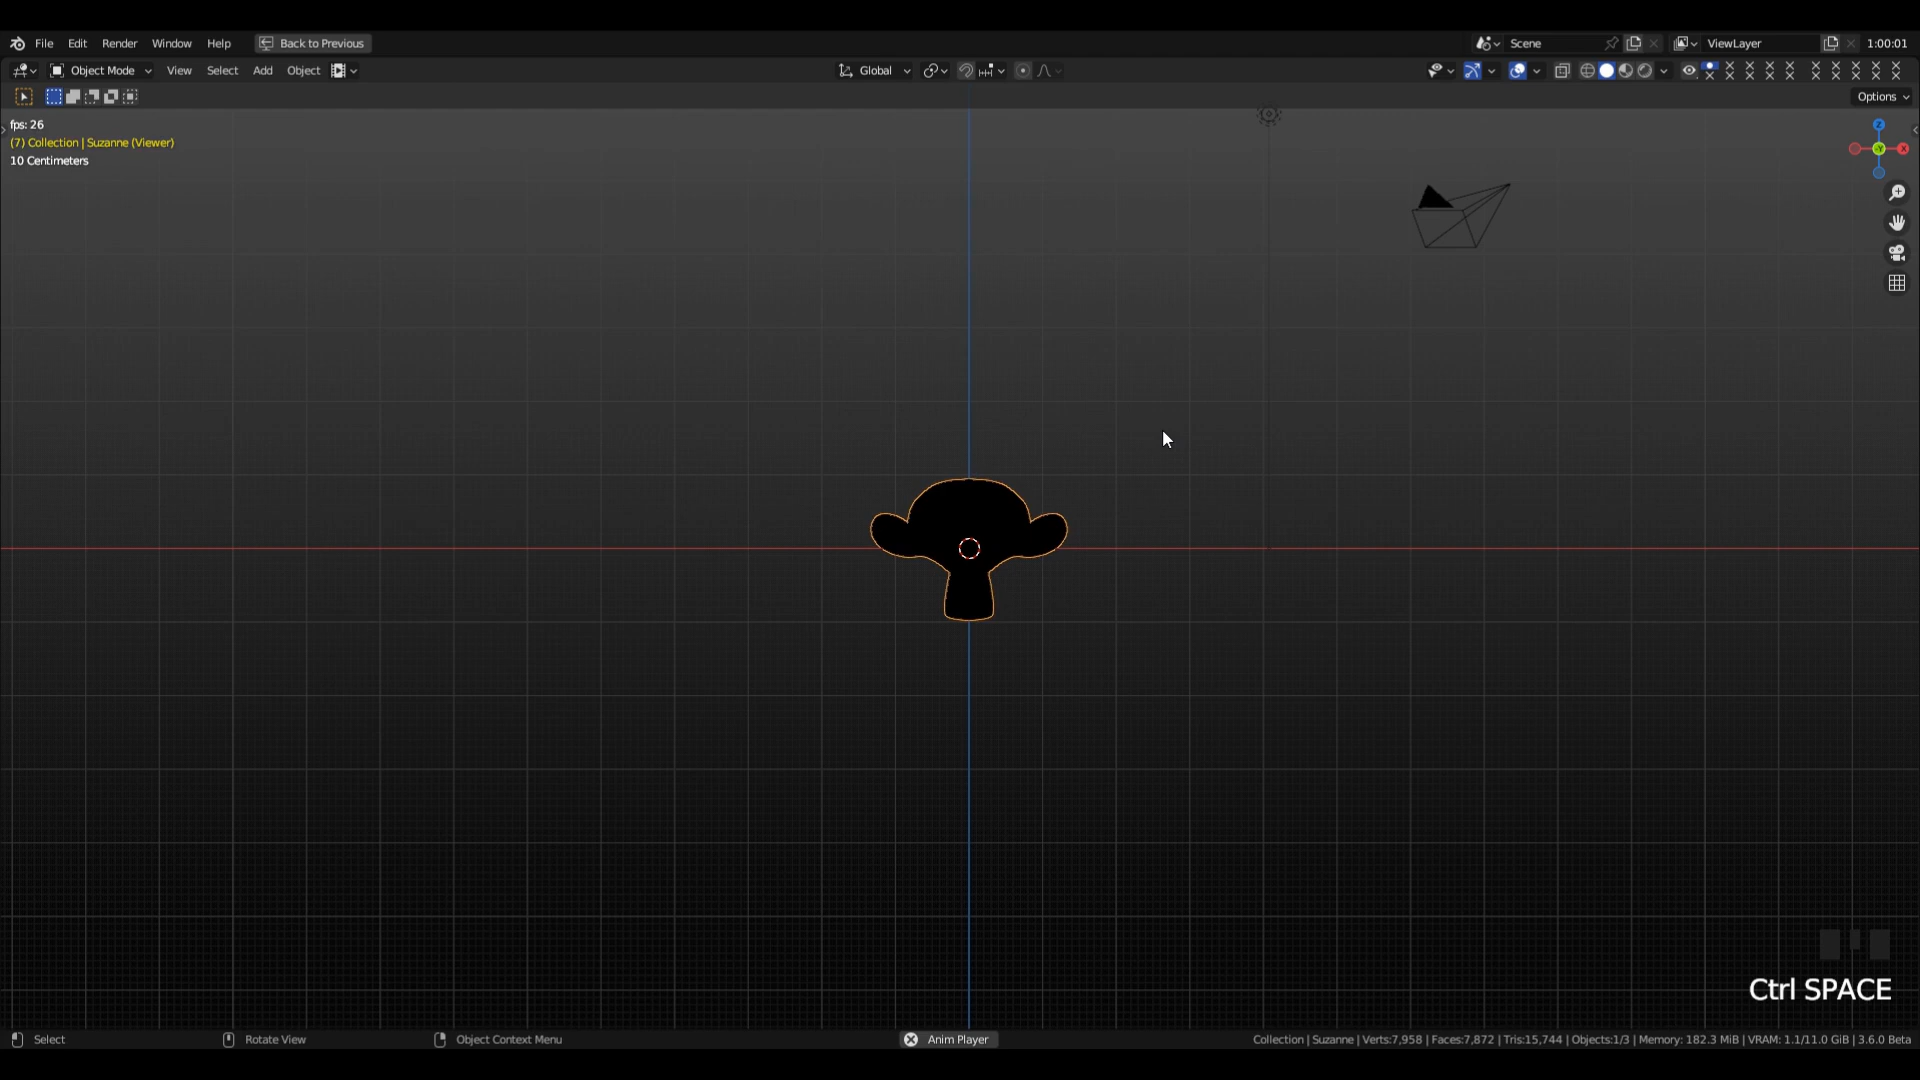 File Edit Render Window Help Back to Previous Scene ViewLayer 1:00:01
Object Mode View Select Add Object Global
Options
fps: 26
(7) Collection | Suzanne (Viewer)
10 Centimeters
Z
-Y X
Ctrl SPACE
Select Rotate View Object Context Menu Anim Player Collection | Suzanne | Verts:7,958 | Faces:7,872 | Tris:15,744 | Objects:1/3 | Memory: 182.3 MiB | VRAM: 1.1/11.0 GiB | 3.6.0 Beta